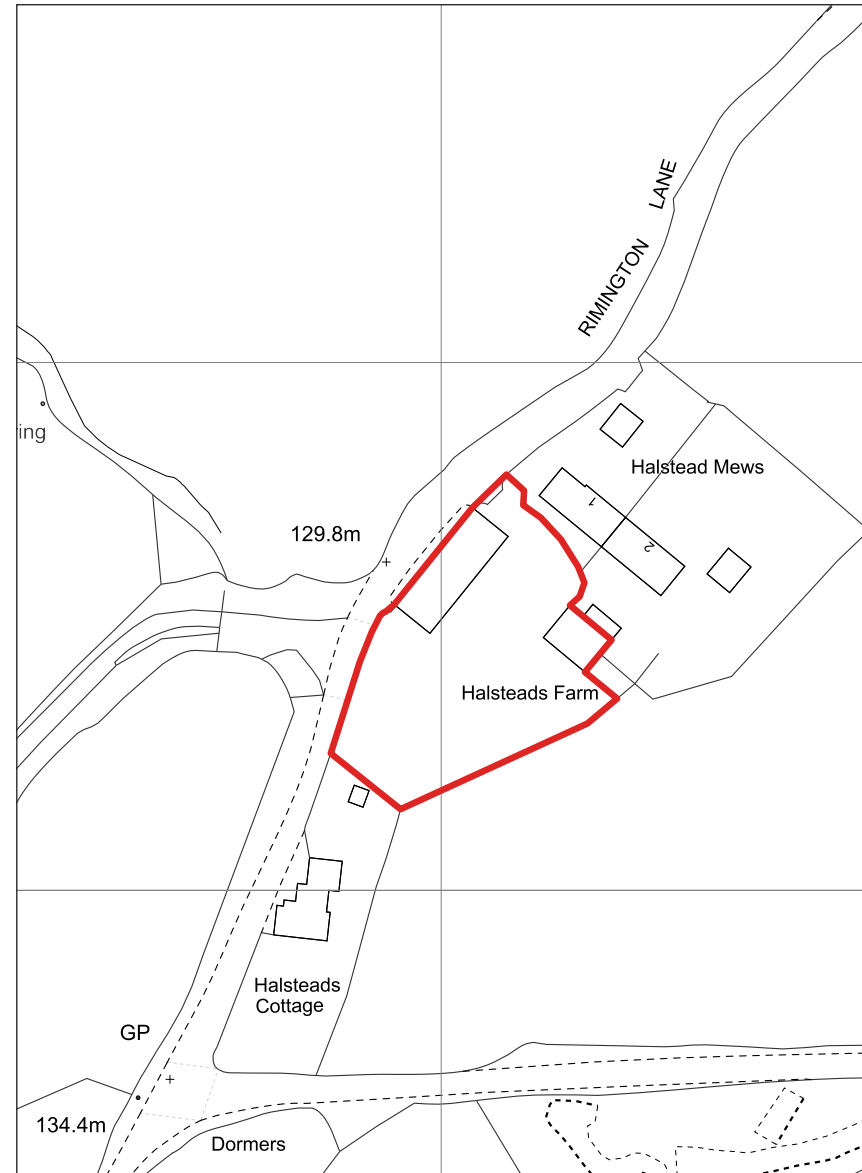 RIMINGTON LANE
ing
Halstead Mews
1
2
129.8m
Halsteads Farm
Halsteads
Cottage
GP
134.4m
Dormers